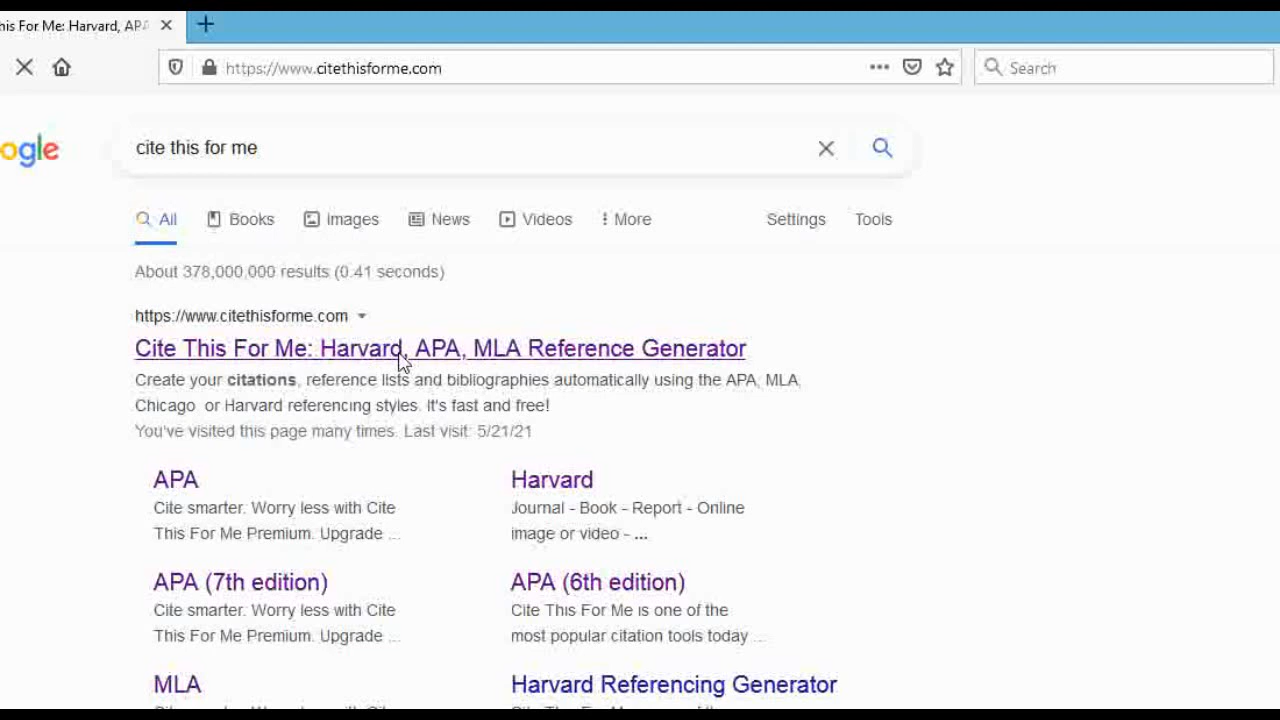 his For Me: Harvard, APA
https://www.citethisforme.com
Search
ogle
cite this for me
All Books Images News Videos More Settings Tools
About 378,000,000 results (0.41 seconds)
https://www.citethisforme.com
Cite This For Me: Harvard, APA, MLA Reference Generator
Create your citations, reference lists and bibliographies automatically using the APA, MLA,
Chicago or Harvard referencing styles. It's fast and free!
You've visited this page many times. Last visit: 5/21/21
APA Harvard
Cite smarter. Worry less with Cite Journal - Book - Report - Online
This For Me Premium. Upgrade ... image or video - ...
APA (7th edition) APA (6th edition)
Cite smarter. Worry less with Cite Cite This For Me is one of the
This For Me Premium. Upgrade ... most popular citation tools today ...
MLA Harvard Referencing Generator